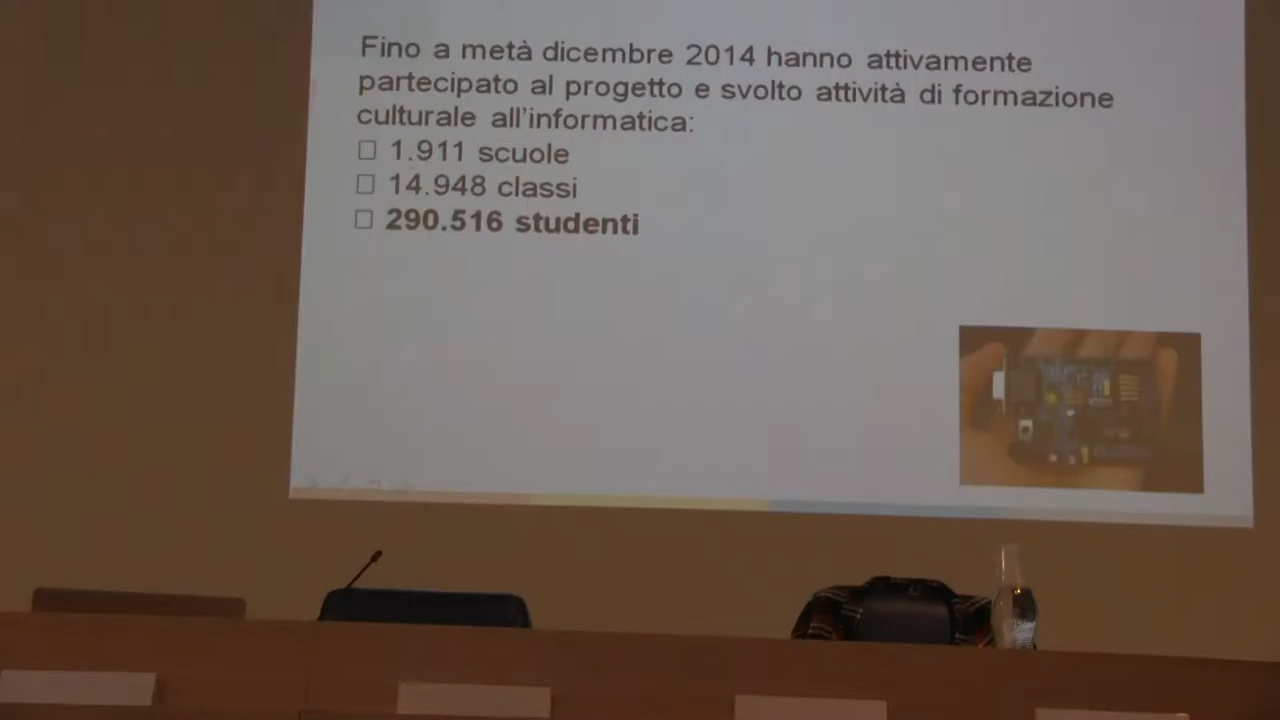 Fino a metà dicembre 2014 hanno attivamente
partecipato al progetto e svolto attività di formazione
culturale all'informatica:
□ 1.911 scuole
□ 14.948 classi
□ 290.516 studenti